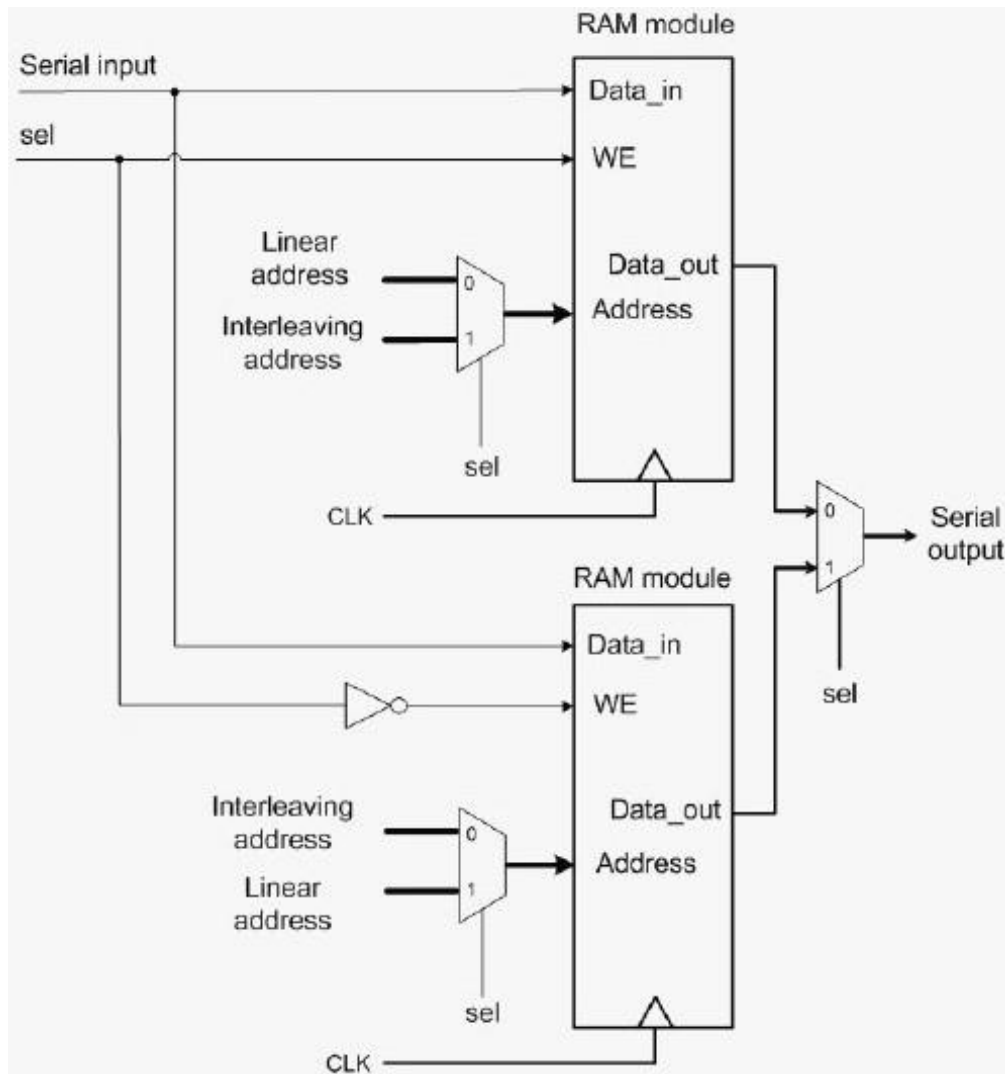 RAM module
Serial input
Data_in
sel
WE
Linear
address
0
Data_out
Interleaving
address
1
Address
sel
CLK
0
Serial
output
1
RAM module
Data_in
sel
WE
Interleaving
address
0
Data_out
Linear
address
1
Address
sel
CLK